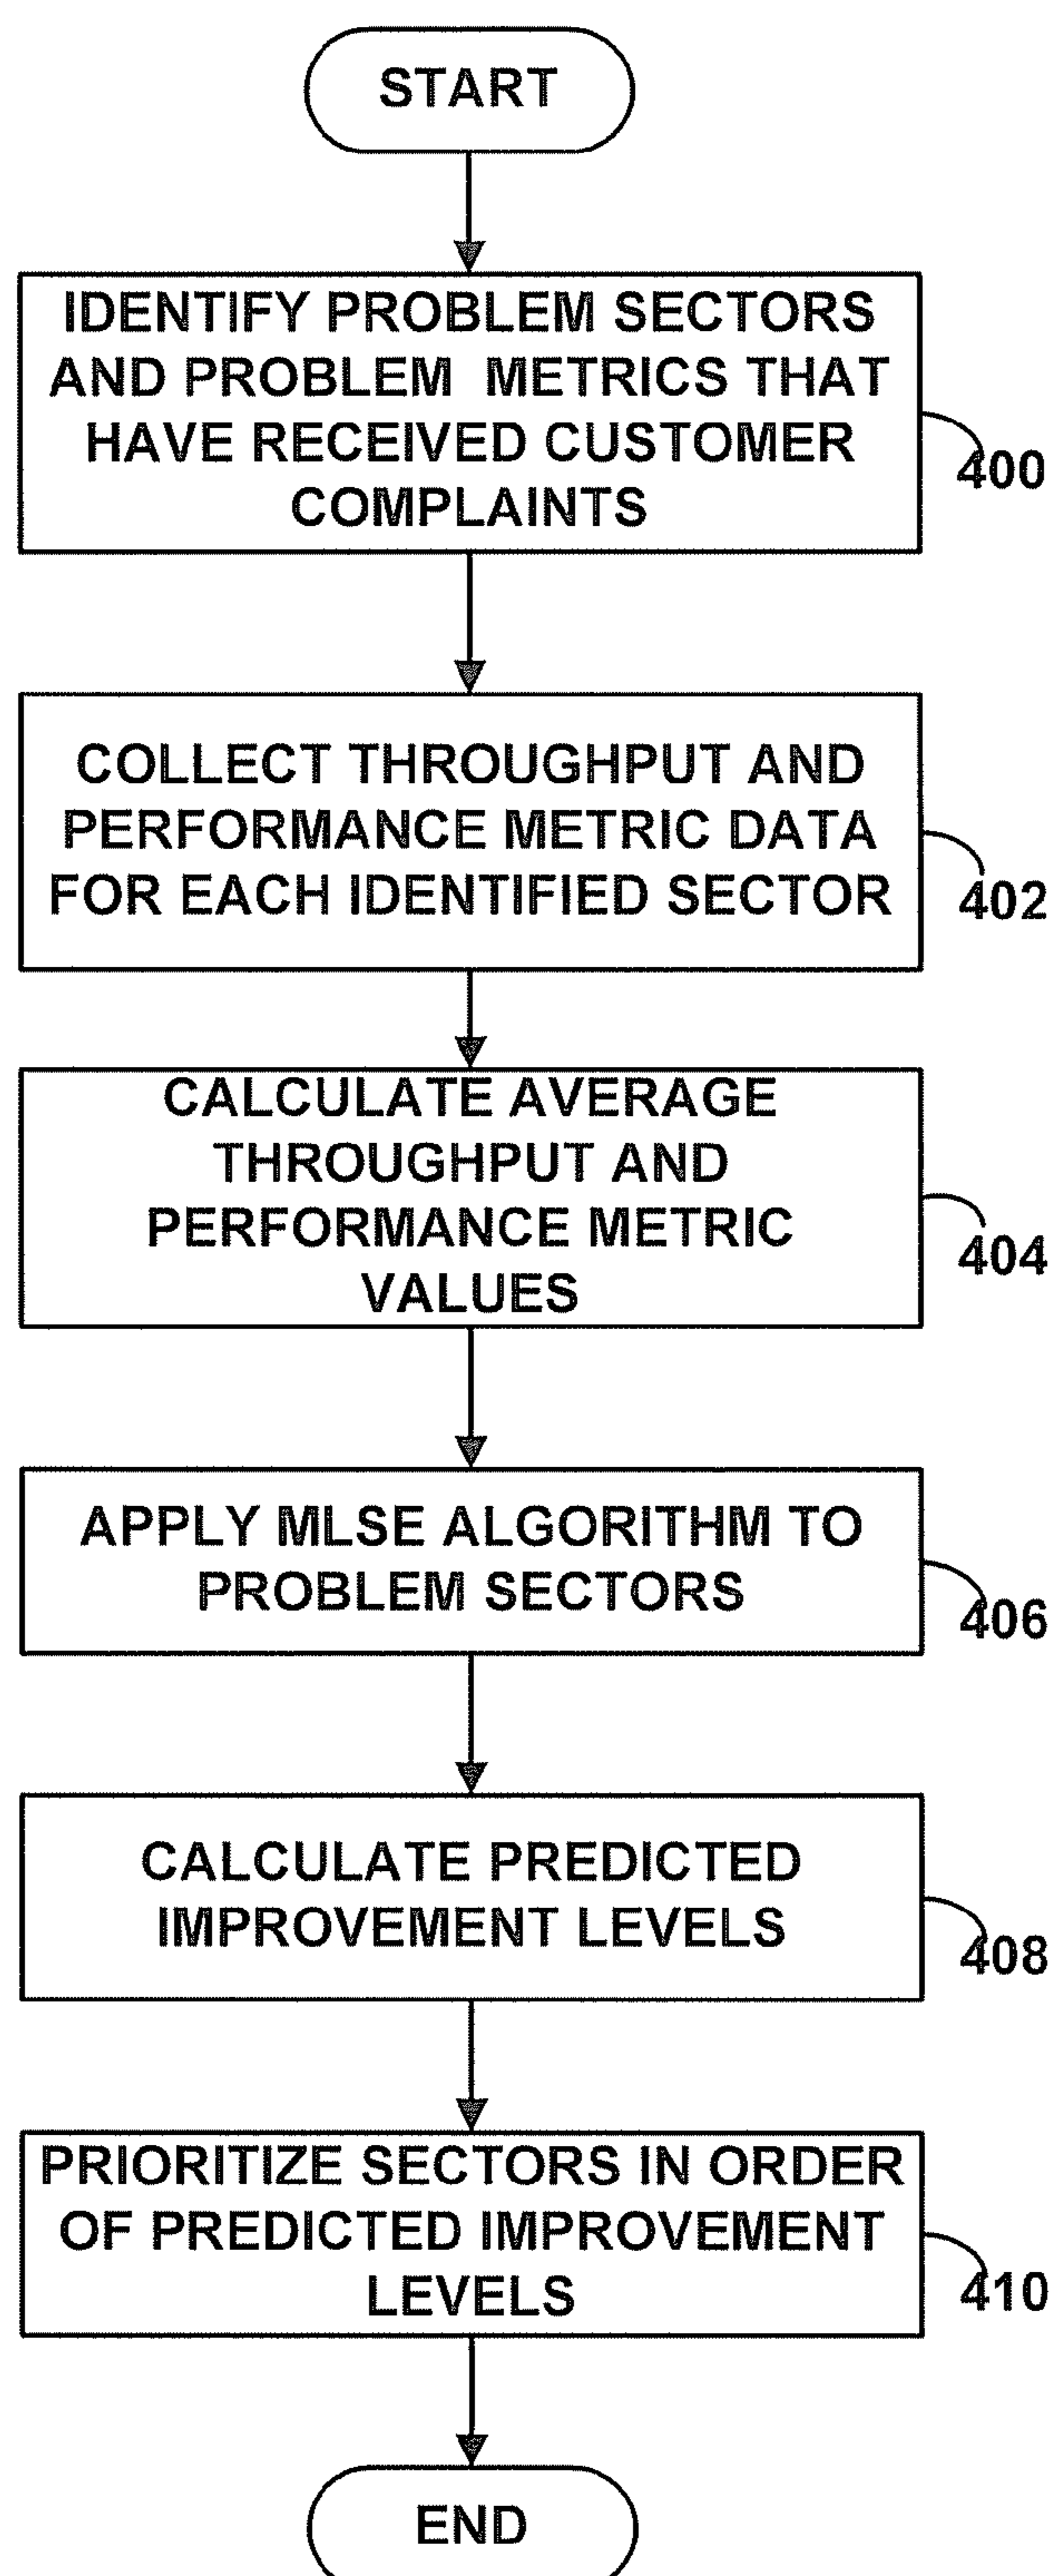 START
IDENTIFY PROBLEM SECTORS
AND PROBLEM METRICS THAT
HAVE RECEIVED CUSTOMER
COMPLAINTS
400
COLLECT THROUGHPUT AND
PERFORMANCE METRIC DATA
FOR EACH IDENTIFIED SECTOR
402
CALCULATE AVERAGE
THROUGHPUT AND
PERFORMANCE METRIC
VALUES
404
APPLY MLSE ALGORITHM TO
PROBLEM SECTORS
406
CALCULATE PREDICTED
IMPROVEMENT LEVELS
408
PRIORITIZE SECTORS IN ORDER
OF PREDICTED IMPROVEMENT
LEVELS
410
END